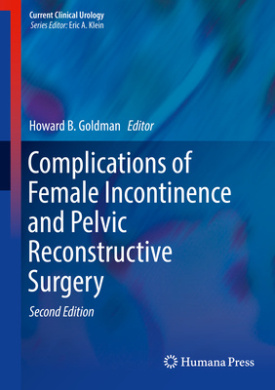 Current Clinical Urology
Series Editor: Eric A. Klein
Howard B. Goldman Editor
Complications of
Female Incontinence
and Pelvic
Reconstructive
Surgery
Second Edition
Humana Press